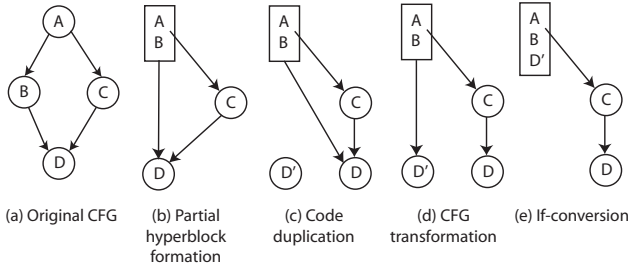 A
B
C
D
A
B
C
D
A
B
C
D'
D
A
B
C
D'
D
A
B
D'
C
D
(a) Original CFG
(b) Partial
hyperblock
formation
(c) Code
duplication
(d) CFG
transformation
(e) If-conversion